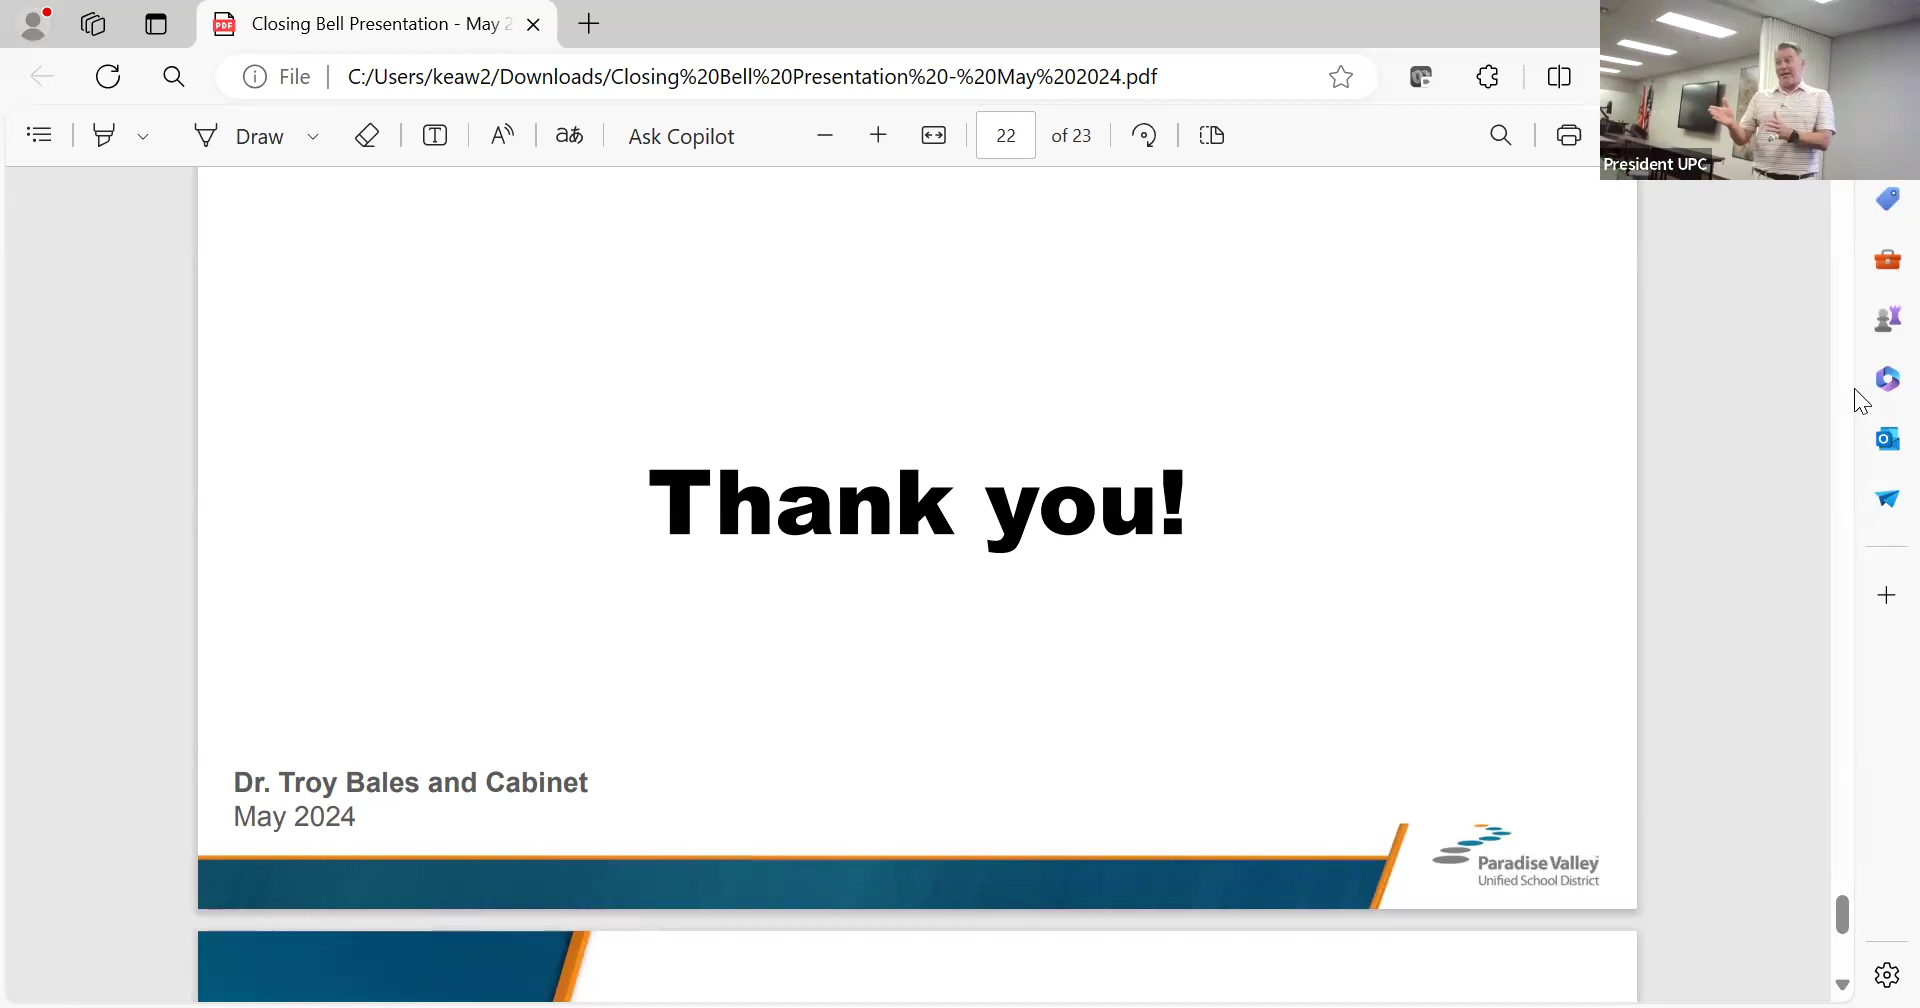 Closing Bell Presentation - May 2
File
C:/Users/keaw2/Downloads/Closing%20Bell%20Presentation%20-%20May%202024.pdf
Draw
Ask Copilot
22
of 23
President UPC
Thank you!
Dr. Troy Bales and Cabinet
May 2024
Paradise Valley
Unified School District